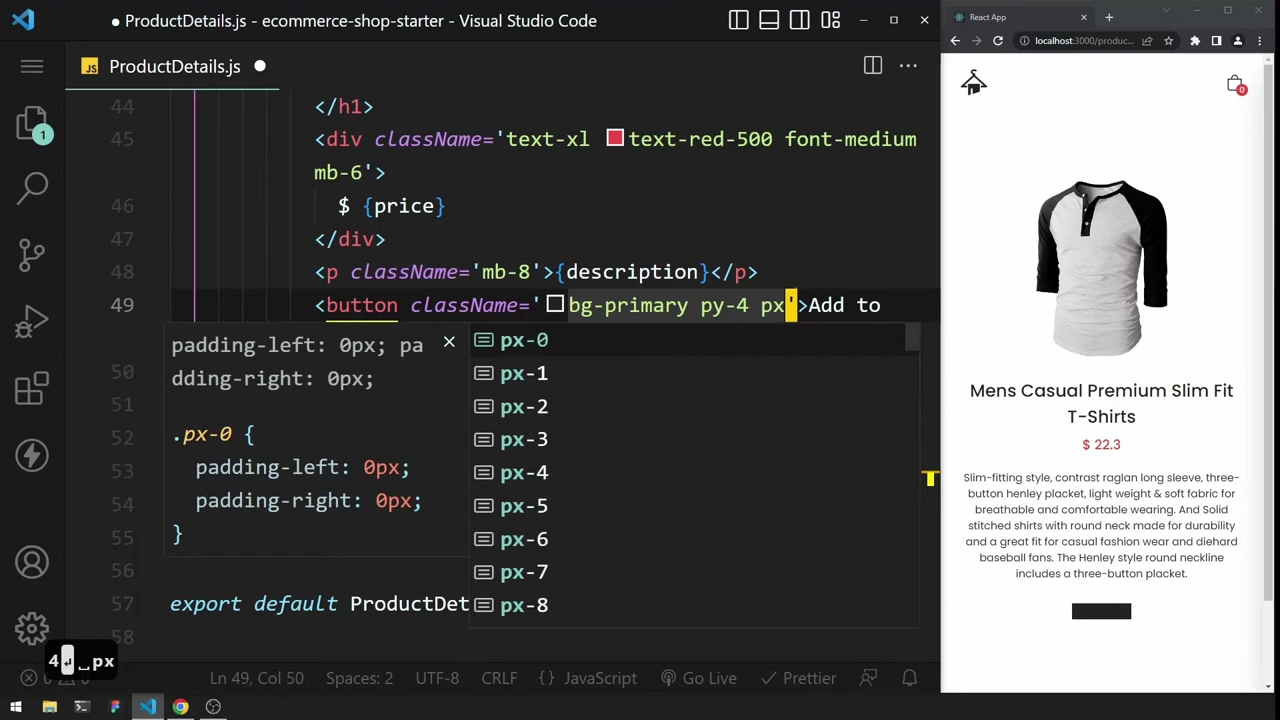 ProductDetails.js - ecommerce-shop-starter - Visual Studio Code
JS ProductDetails.js
1
44 </h1>
45 <div className='text-xl text-red-500 font-medium
mb-6'>
46 $ {price}
47 </div>
48 <p className='mb-8'>{description}</p>
49 <button className='bg-primary py-4 px'>Add to
padding-left: 0px; pa
dding-right: 0px;
.px-0 {
padding-left: 0px;
padding-right: 0px;
}
px-0
px-1
px-2
px-3
px-4
px-5
px-6
px-7
px-8
50
51
52
53
54
55
56
57 export default ProductDet
58
4 px
Ln 49, Col 50
Spaces: 2
UTF-8
CRLF
{ } JavaScript
Go Live
Prettier
React App
localhost:3000/produc...
0
Mens Casual Premium Slim Fit
T-Shirts
$ 22.3
Slim-fitting style, contrast raglan long sleeve, three-
button henley placket, light weight & soft fabric for
breathable and comfortable wearing. And Solid
stitched shirts with round neck made for durability
and a great fit for casual fashion wear and diehard
baseball fans. The Henley style round neckline
includes a three-button placket.